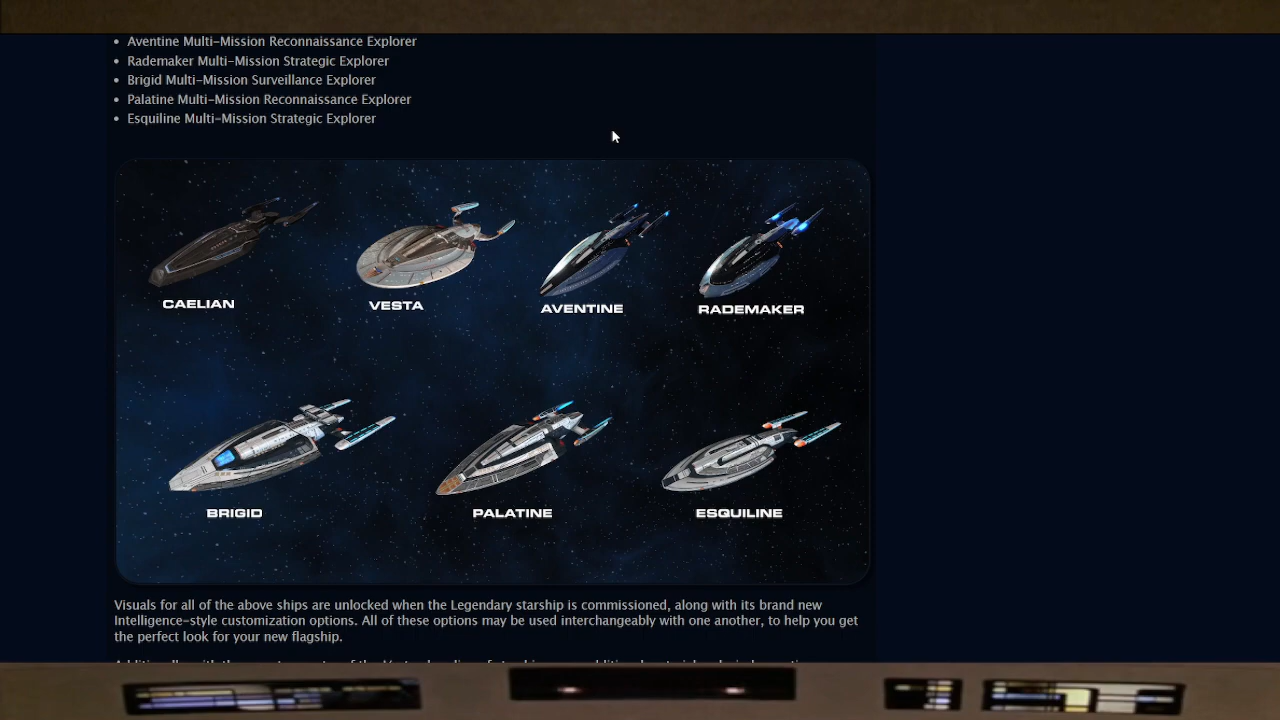 • Aventine Multi-Mission Reconnaissance Explorer
• Rademaker Multi-Mission Strategic Explorer
• Brigid Multi-Mission Surveillance Explorer
• Palatine Multi-Mission Reconnaissance Explorer
• Esquiline Multi-Mission Strategic Explorer
CAELIAN
VESTA
AVENTINE
RADEMAKER
BRIGID
PALATINE
ESQUILINE
Visuals for all of the above ships are unlocked when the Legendary starship is commissioned, along with its brand new
Intelligence-style customization options. All of these options may be used interchangeably with one another, to help you get
the perfect look for your new flagship.